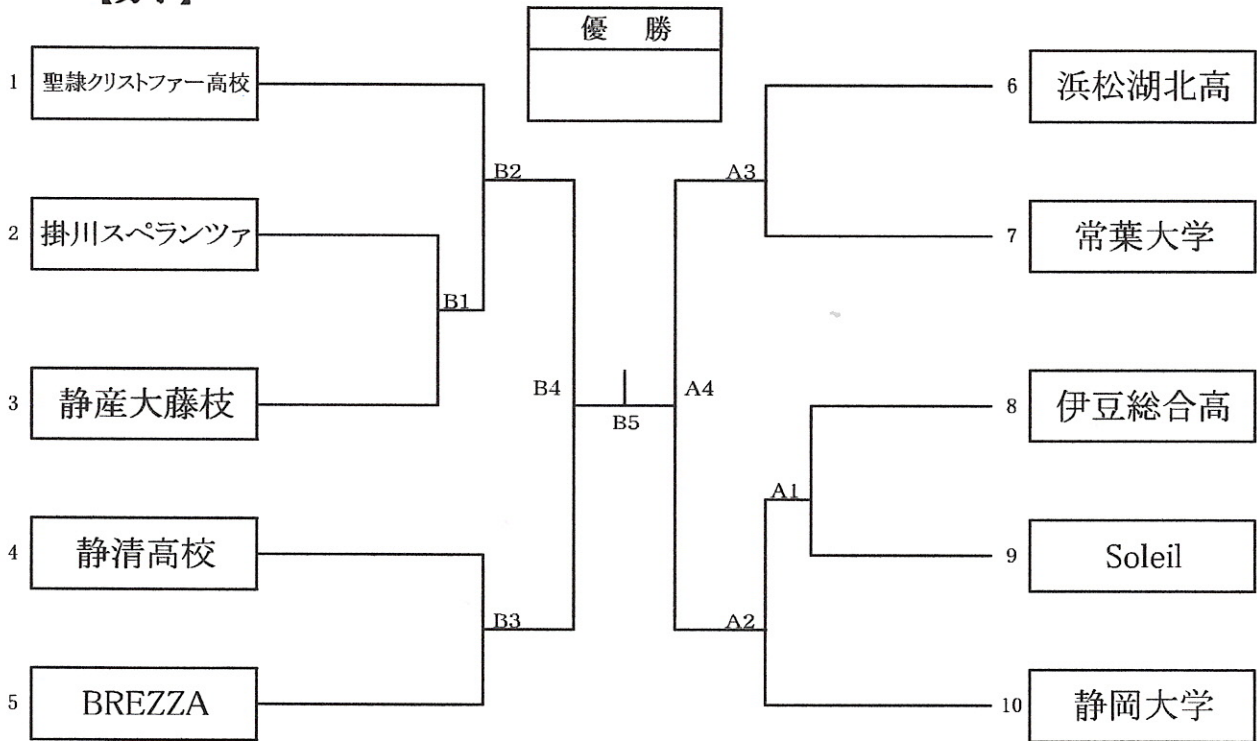 優 勝
1 聖隷クリストファー高校
2 掛川スペランツァ
3 静産大藤枝
4 静清高校
5 BREZZA
B2
B1
B4
B3
B5
A3
A4
A1
A2
6 浜松湖北高
7 常葉大学
8 伊豆総合高
9 Soleil
10 静岡大学